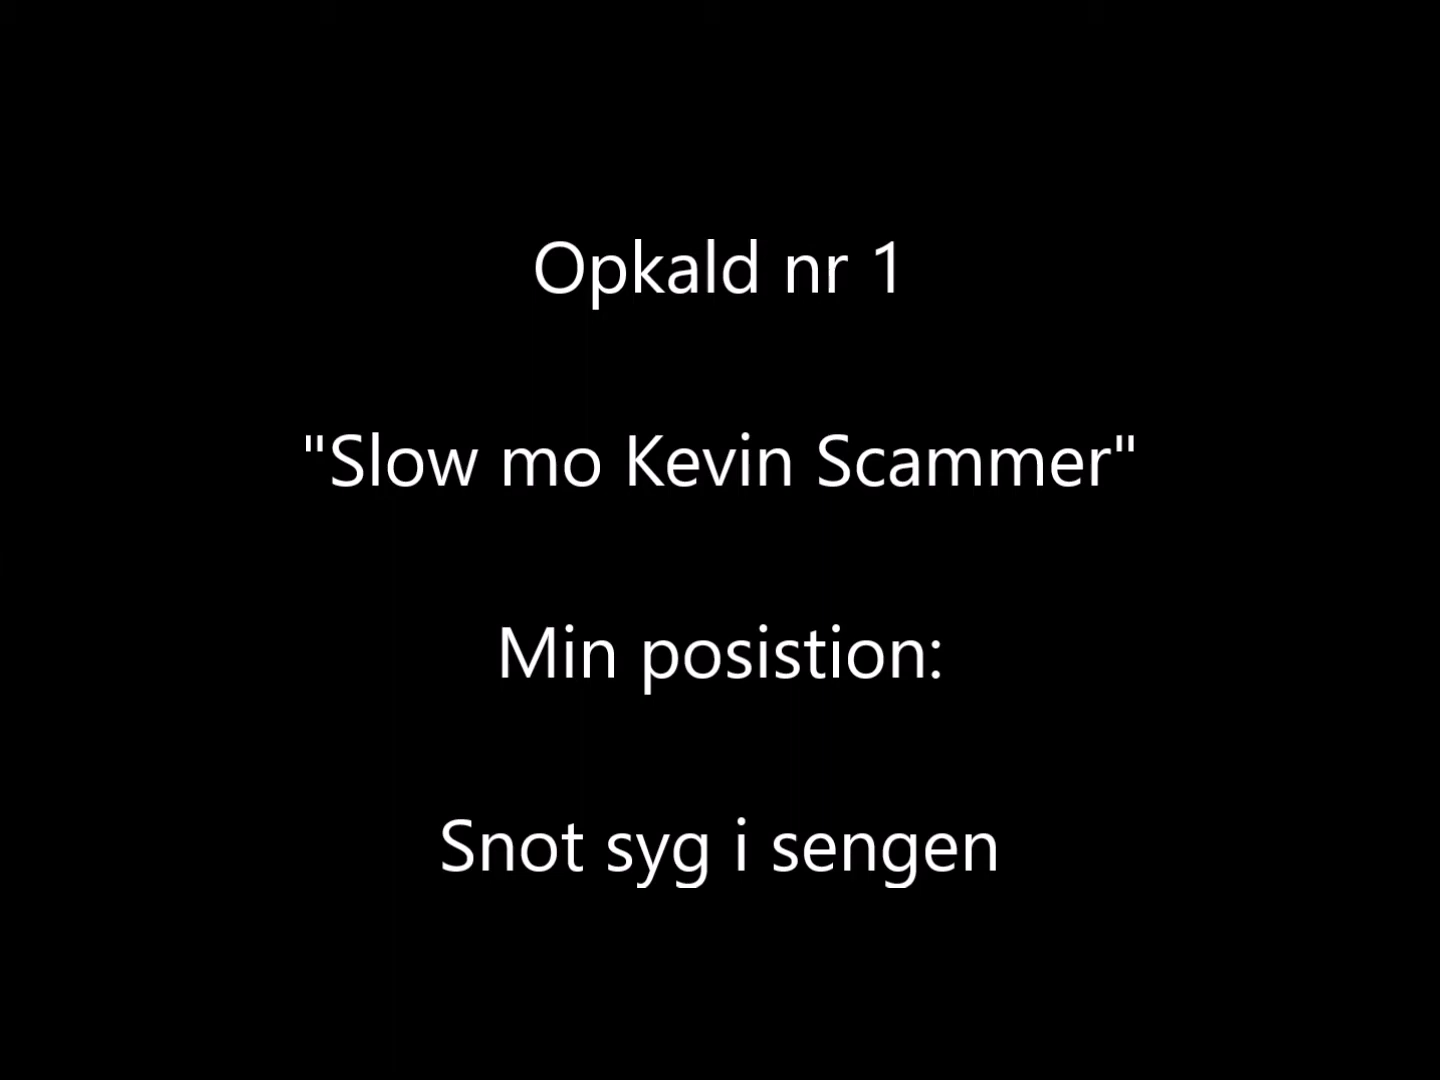 Opkald nr 1
"Slow mo Kevin Scammer"
Min posistion:
Snot syg i sengen